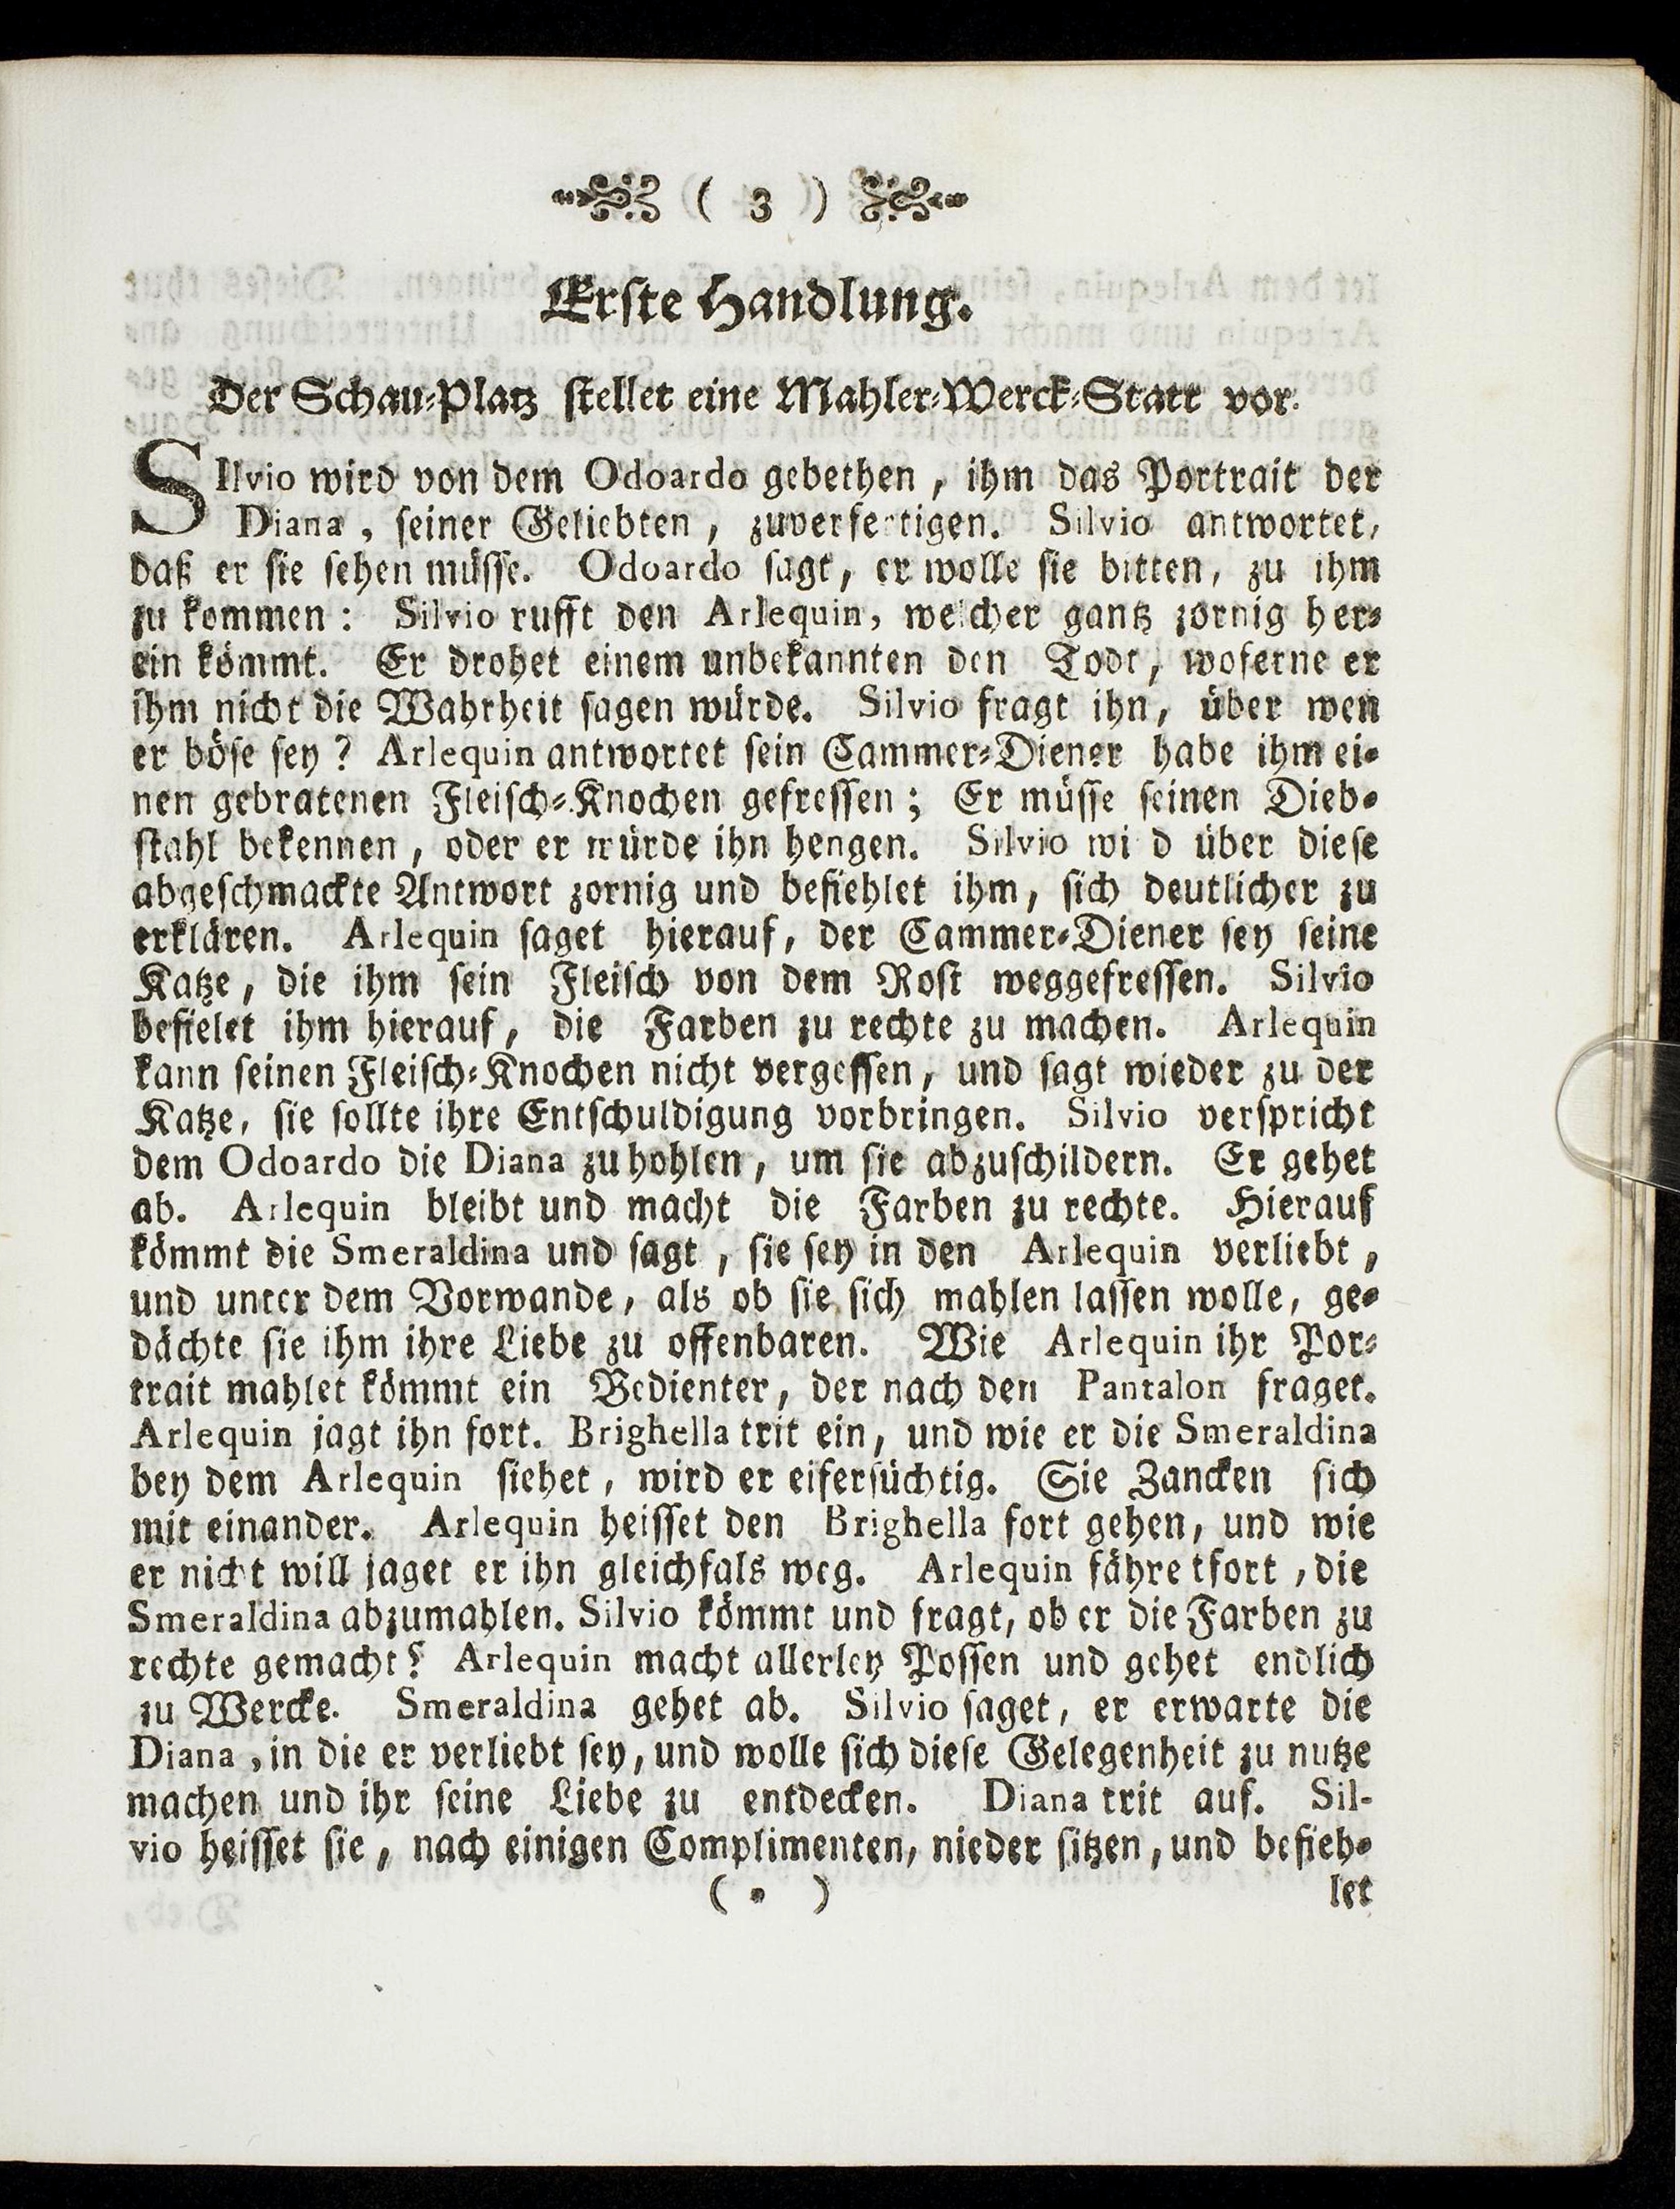 ( 3 )
Erste Handlung.
Der Schau-Platz stellet eine Mahler-Werck-Statt vor.
SIlvio wird von dem Odoardo gebethen, ihm das Portrait der
Diana, seiner Geliebten, zuverfertigen. Silvio antwortet,
daß er sie sehen müsse. Odoardo sagt, er wolle sie bitten, zu ihm
zu kommen: Silvio rufft den Arlequin, welcher gantz zornig her-
ein kömmt. Er drohet einem unbekannten den Todt, woferne er
ihm nicht die Wahrheit sagen würde. Silvio fragt ihn, über wen
er böse sey? Arlequin antwortet sein Cammer-Diener habe ihm ei-
nen gebratenen Fleisch-Knochen gefressen; Er müsse seinen Dieb-
stahl bekennen, oder er würde ihn hengen. Silvio wi d über diese
abgeschmackte Antwort zornig und befiehlet ihm, sich deutlicher zu
erklären. Arlequin saget hierauf, der Cammer-Diener sey seine
Katze, die ihm sein Fleisch von dem Rost weggefressen. Silvio
befielet ihm hierauf, die Farben zu rechte zu machen. Arlequin
kann seinen Fleisch-Knochen nicht vergessen, und sagt wieder zu der
Katze, sie sollte ihre Entschuldigung vorbringen. Silvio verspricht
dem Odoardo die Diana zu hohlen, um sie abzuschildern. Er gehet
ab. Arlequin bleibt und macht die Farben zu rechte. Hierauf
kömmt die Smeraldina und sagt, sie sey in den Arlequin verliebt,
und unter dem Vorwande, als ob sie sich mahlen lassen wolle, ge-
dächte sie ihm ihre Liebe zu offenbaren. Wie Arlequin ihr Por-
trait mahlet kömmt ein Bedienter, der nach den Pantalon fraget.
Arlequin jagt ihn fort. Brighella trit ein, und wie er die Smeraldina
bey dem Arlequin siehet, wird er eifersüchtig. Sie Zancken sich
mit einander. Arlequin heisset den Brighella fort gehen, und wie
er nicht will jaget er ihn gleichfals weg. Arlequin fähre tfort, die
Smeraldina abzumahlen. Silvio kömmt und fragt, ob er die Farben zu
rechte gemacht? Arlequin macht allerley Possen und gehet endlich
zu Wercke. Smeraldina gehet ab. Silvio saget, er erwarte die
Diana, in die er verliebt sey, und wolle sich diese Gelegenheit zu nutze
machen und ihr seine Liebe zu entdecken. Diana trit auf. Sil-
vio heisset sie, nach einigen Complimenten, nieder sitzen, und befieh-
( * ) let